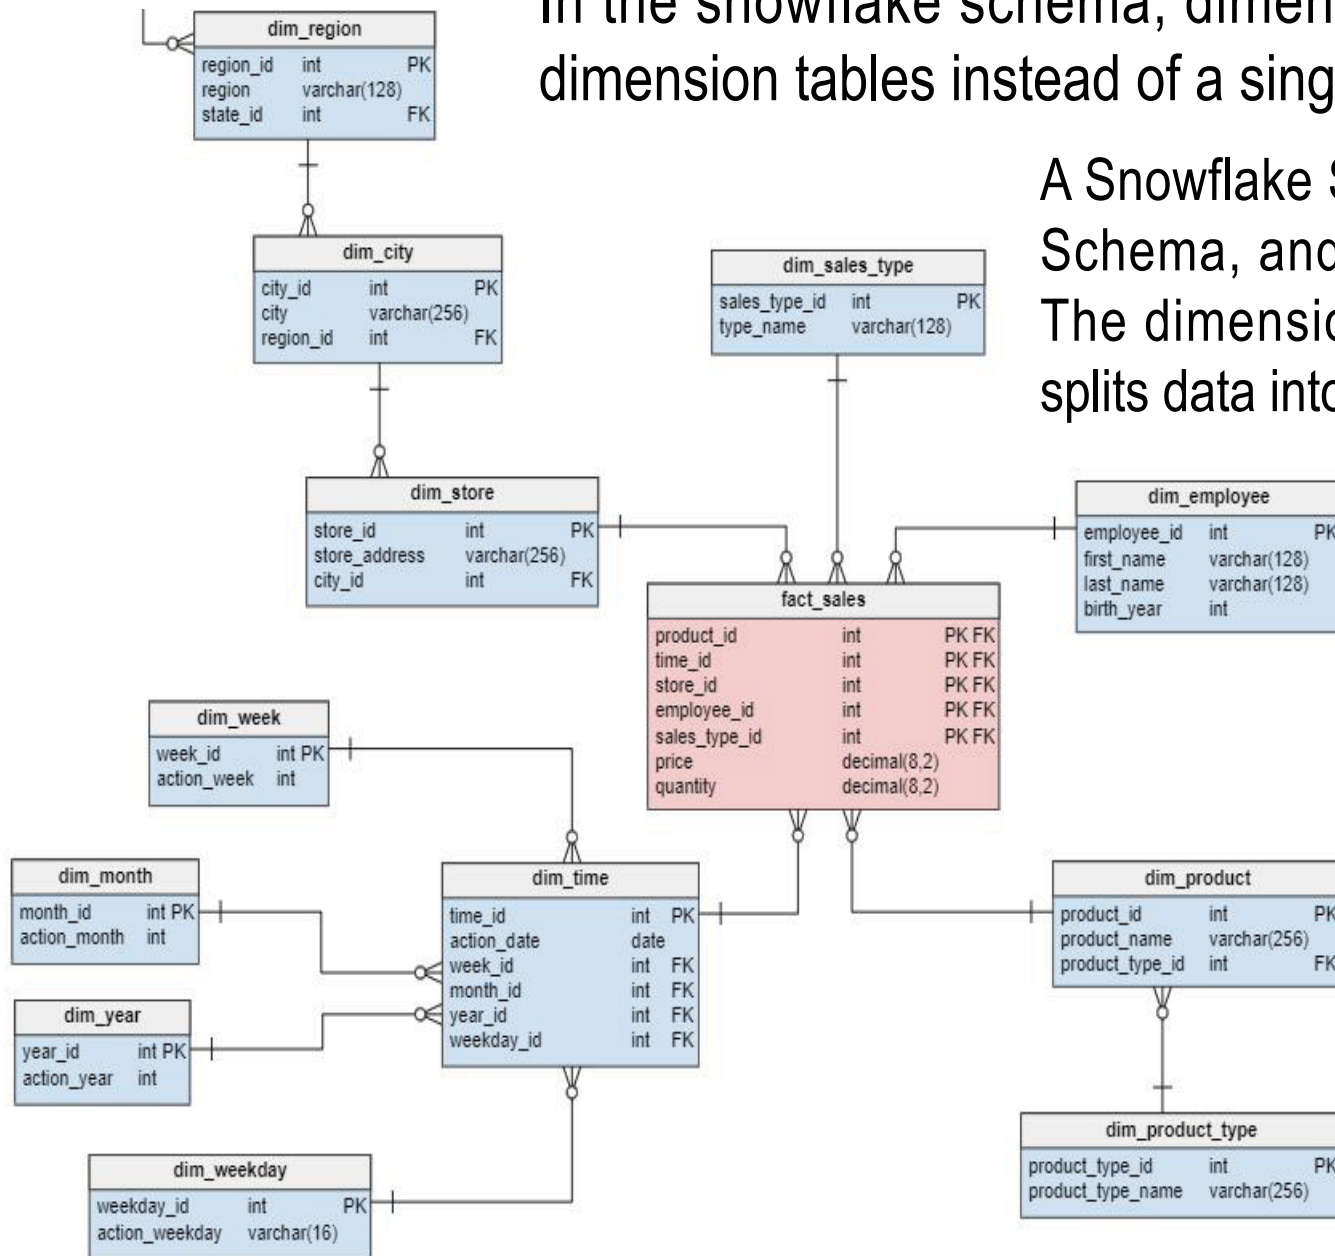 In the snowflake schema, dimen
dimension tables instead of a sing
A Snowflake S
Schema, and
The dimensio
splits data into
dim_region
region_id int PK
region varchar(128)
state_id int FK
dim_city
city_id int PK
city varchar(256)
region_id int FK
dim_sales_type
sales_type_id int PK
type_name varchar(128)
dim_store
store_id int PK
store_address varchar(256)
city_id int FK
dim_employee
employee_id int PK
first_name varchar(128)
last_name varchar(128)
birth_year int
fact_sales
product_id int PK FK
time_id int PK FK
store_id int PK FK
employee_id int PK FK
sales_type_id int PK FK
price decimal(8,2)
quantity decimal(8,2)
dim_week
week_id int PK
action_week int
dim_month
month_id int PK
action_month int
dim_time
time_id int PK
action_date date
week_id int FK
month_id int FK
year_id int FK
weekday_id int FK
dim_product
product_id int PK
product_name varchar(256)
product_type_id int FK
dim_year
year_id int PK
action_year int
dim_weekday
weekday_id int PK
action_weekday varchar(16)
dim_product_type
product_type_id int PK
product_type_name varchar(256)